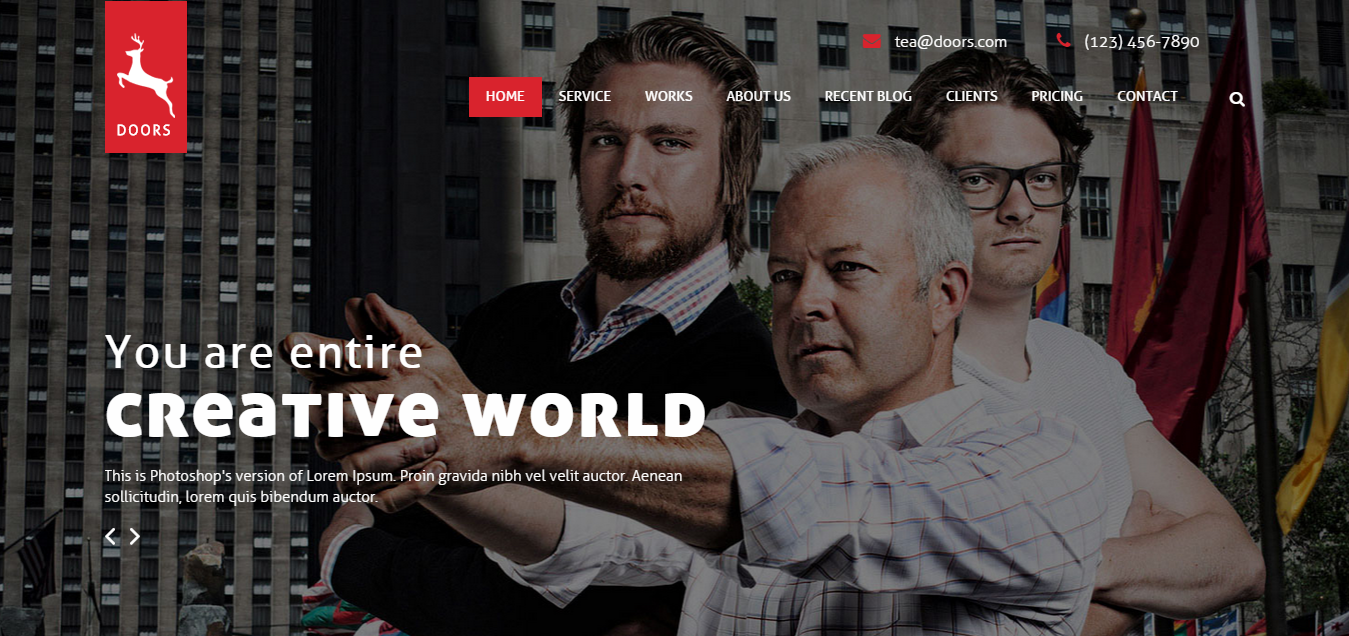 DOORS
tea@doors.com
(123) 456-7890
HOME SERVICE WORKS ABOUT US RECENT BLOG CLIENTS PRICING CONTACT
You are entire
creative world
This is Photoshop's version of Lorem Ipsum. Proin gravida nibh vel velit auctor. Aenean
sollicitudin, lorem quis bibendum auctor.